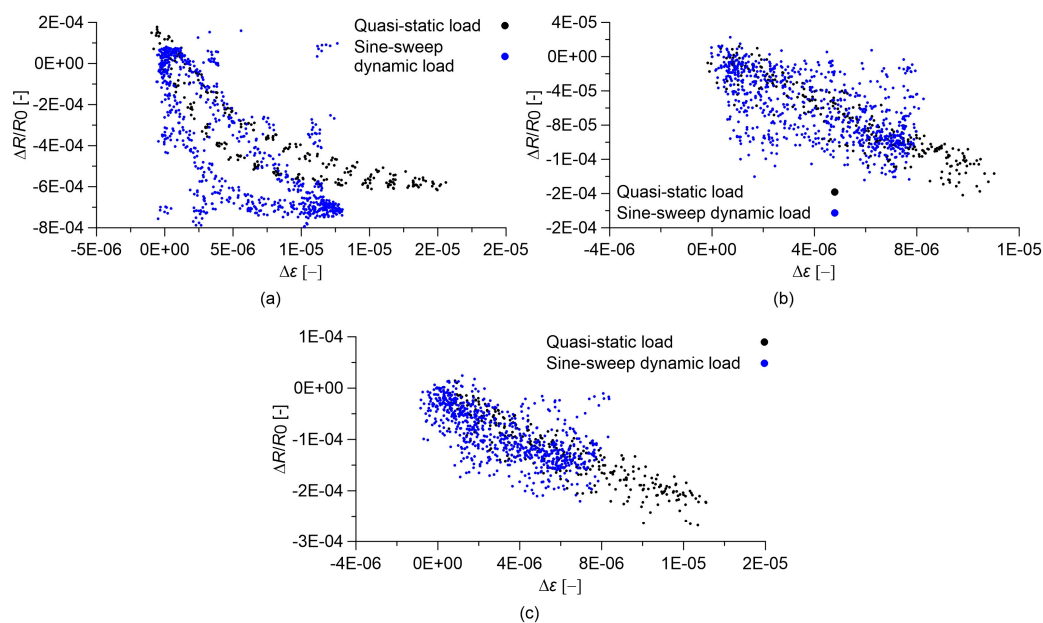 Quasi-static load
Sine-sweep
dynamic load
2E-04
0E+00
-2E-04
-4E-04
-6E-04
-8E-04
ΔR/R0 [-]
-5E-06 0E+00 5E-06 1E-05 1E-05 2E-05 2E-05
Δε [−]
(a)
4E-05
0E+00
-4E-05
-8E-05
-1E-04
-2E-04
-2E-04
ΔR/R0 [-]
Quasi-static load
Sine-sweep dynamic load
-4E-06 0E+00 4E-06 8E-06 1E-05
Δε [−]
(b)
Quasi-static load
Sine-sweep dynamic load
1E-04
0E+00
-1E-04
-2E-04
-3E-04
ΔR/R0 [-]
-4E-06 0E+00 4E-06 8E-06 1E-05 2E-05
Δε [−]
(c)